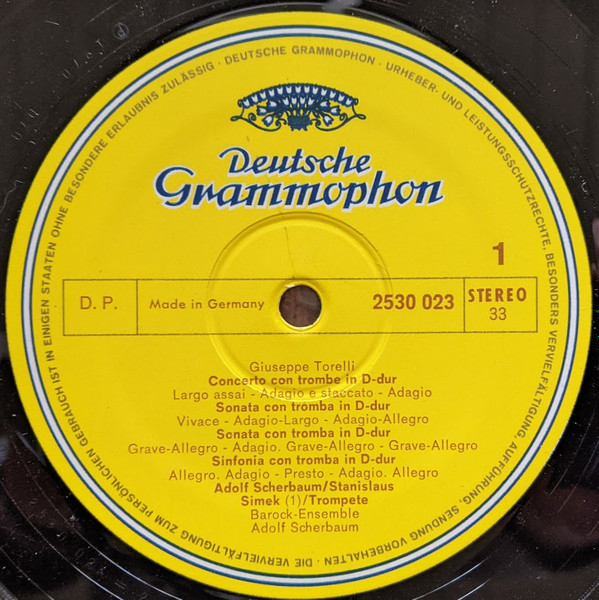 DIE VERVIELFÄLTIGUNG ZUM PERSÖNLICHEN GEBRAUCH IST IN EINIGEN STAATEN OHNE BESONDERE ERLAUBNIS ZULÄSSIG · DEUTSCHE GRAMMOPHON · URHEBER- UND LEISTUNGSSCHUTZRECHTE, BESONDERS VERVIELFÄLTIGUNG, AUFFÜHRUNG, SENDUNG VORBEHALTEN ·
Deutsche
Grammophon
1
D. P. Made in Germany 2530 023 STEREO
33
Giuseppe Torelli
Concerto con trombe in D-dur
Largo assai - Adagio e staccato - Adagio
Sonata con tromba in D-dur
Vivace - Adagio-Largo - Adagio-Allegro
Sonata con tromba in D-dur
Grave-Allegro - Adagio. Grave-Allegro - Grave-Allegro
Sinfonia con tromba in D-dur
Allegro. Adagio - Presto - Adagio. Allegro
Adolf Scherbaum/Stanislaus
Simek (1)/Trompete
Barock-Ensemble
Adolf Scherbaum